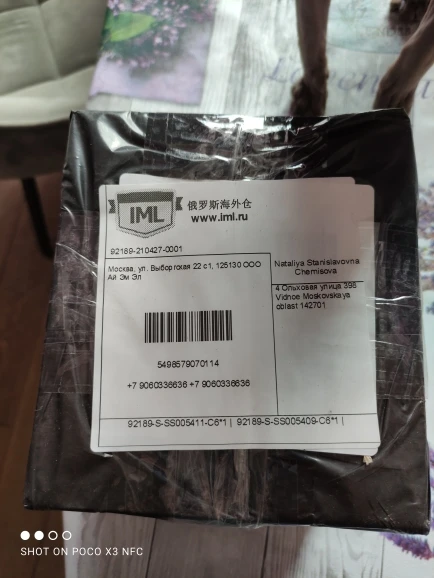 IML
俄罗斯海外仓
www.iml.ru
92189-210427-0001
Москва, ул. Выборгская 22 с1, 125130 ООО
Ай Эм Эл
5498579070114
+7 9060336636 +7 9060336636
Nataliya Stanislavovna
Chernisova
4 Ольховая улица 398
Vidnoe Moskovskaya
oblast 142701
92189-S-SS005411-C6*1 | 92189-S-SS005409-C6*1 |
SHOT ON POCO X3 NFC